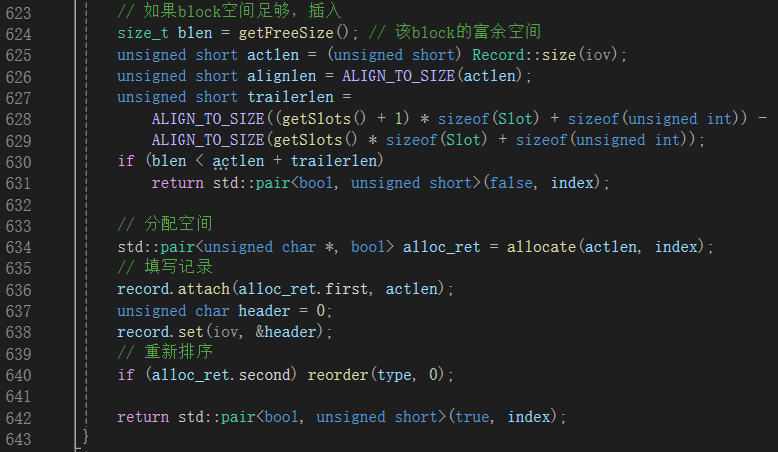 623 // 如果block空间足够，插入
624 size_t blen = getFreeSize(); // 该block的富余空间
625 unsigned short actlen = (unsigned short) Record::size(iov);
626 unsigned short alignlen = ALIGN_TO_SIZE(actlen);
627 unsigned short trailerlen =
628 ALIGN_TO_SIZE((getSlots() + 1) * sizeof(Slot) + sizeof(unsigned int)) -
629 ALIGN_TO_SIZE(getSlots() * sizeof(Slot) + sizeof(unsigned int));
630 if (blen < actlen + trailerlen)
631 return std::pair<bool, unsigned short>(false, index);
632
633 // 分配空间
634 std::pair<unsigned char *, bool> alloc_ret = allocate(actlen, index);
635 // 填写记录
636 record.attach(alloc_ret.first, actlen);
637 unsigned char header = 0;
638 record.set(iov, &header);
639 // 重新排序
640 if (alloc_ret.second) reorder(type, 0);
641
642 return std::pair<bool, unsigned short>(true, index);
643 }